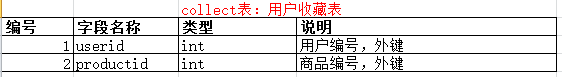 collect表：用户收藏表
编号 字段名称 类型 说明
1 userid int 用户编号，外键
2 productid int 商品编号，外键